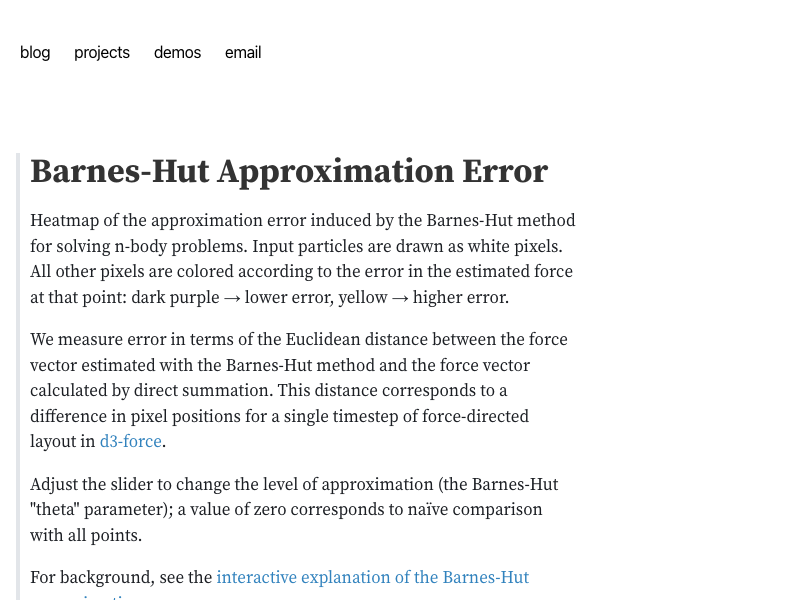 blog projects demos email
Barnes-Hut Approximation Error
Heatmap of the approximation error induced by the Barnes-Hut method
for solving n-body problems. Input particles are drawn as white pixels.
All other pixels are colored according to the error in the estimated force
at that point: dark purple → lower error, yellow → higher error.
We measure error in terms of the Euclidean distance between the force
vector estimated with the Barnes-Hut method and the force vector
calculated by direct summation. This distance corresponds to a
difference in pixel positions for a single timestep of force-directed
layout in d3-force.
Adjust the slider to change the level of approximation (the Barnes-Hut
"theta" parameter); a value of zero corresponds to naïve comparison
with all points.
For background, see the interactive explanation of the Barnes-Hut